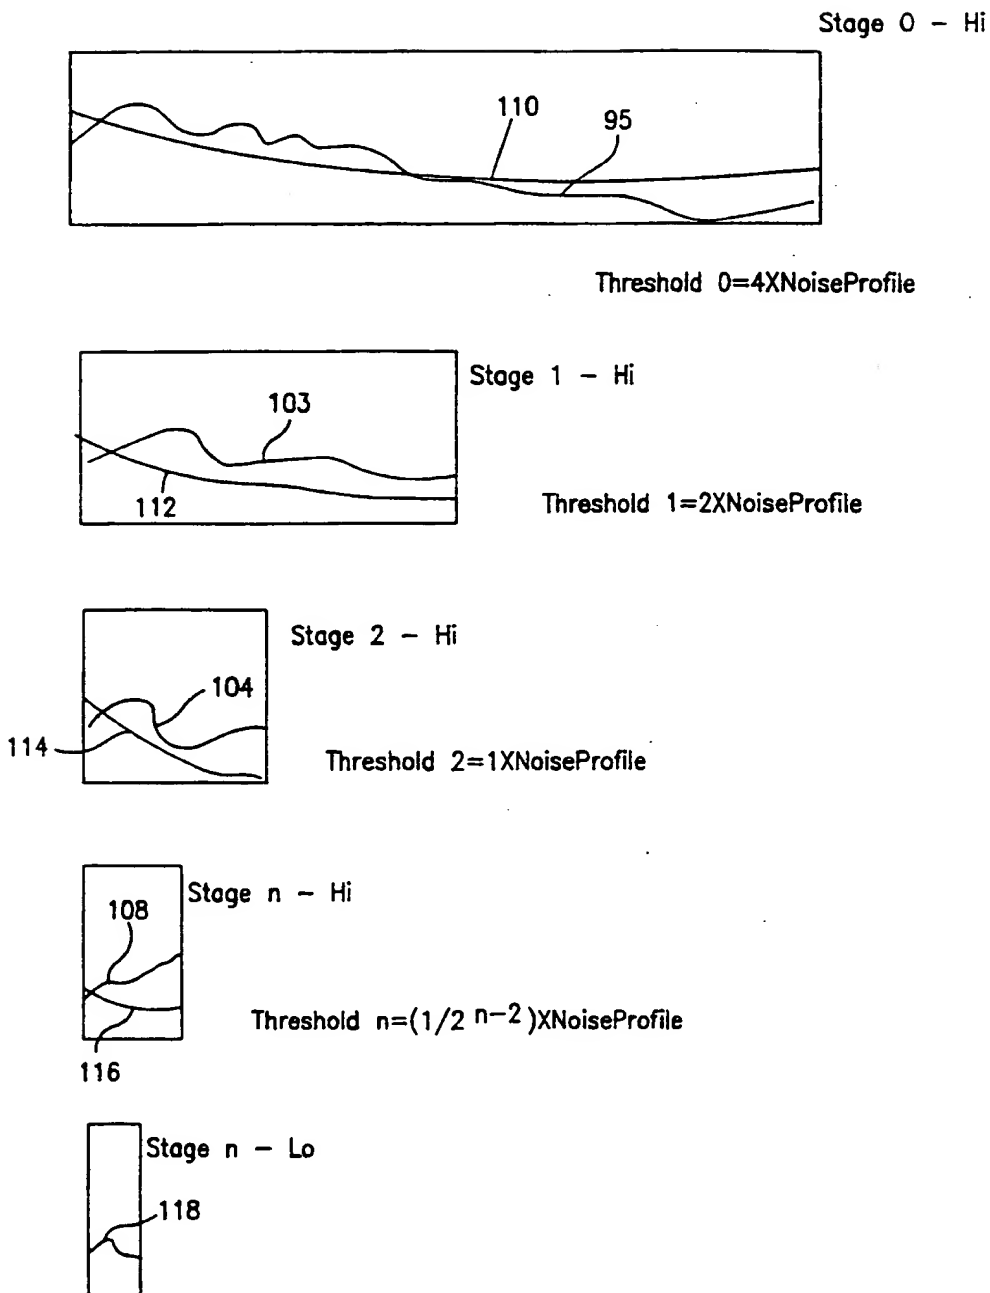 Stage 0 - Hi
110
95
Threshold 0=4XNoiseProfile
Stage 1 - Hi
103
112
Threshold 1=2XNoiseProfile
Stage 2 - Hi
104
114
Threshold 2=1XNoiseProfile
Stage n - Hi
108
Threshold n=(1/2 n-2)XNoiseProfile
116
Stage n - Lo
118